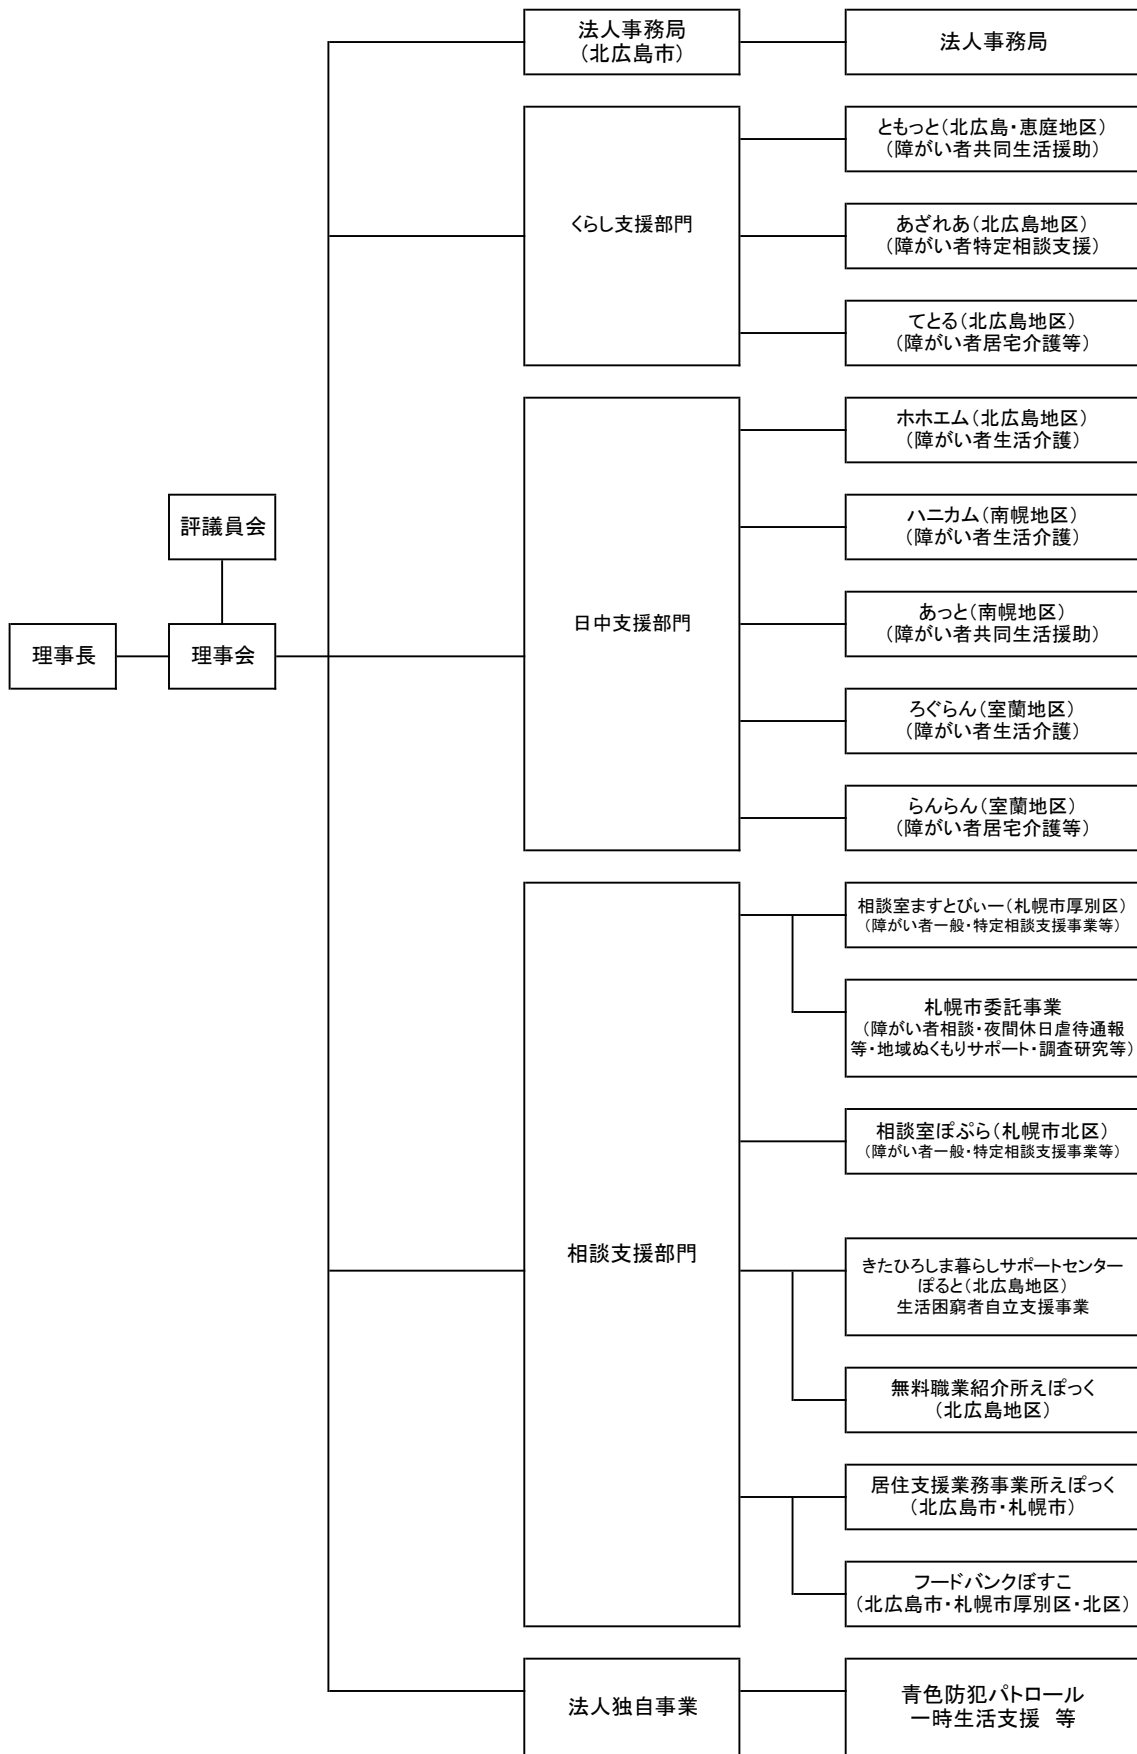 法人事務局
（北広島市）
法人事務局
くらし支援部門
ともっと（北広島・恵庭地区）
（障がい者共同生活援助）
あざれあ（北広島地区）
（障がい者特定相談支援）
てとる（北広島地区）
（障がい者居宅介護等）
評議員会
理事長
理事会
日中支援部門
ホホエム（北広島地区）
（障がい者生活介護）
ハニカム（南幌地区）
（障がい者生活介護）
あっと（南幌地区）
（障がい者共同生活援助）
ろぐらん（室蘭地区）
（障がい者生活介護）
らんらん（室蘭地区）
（障がい者居宅介護等）
相談支援部門
相談室ますとびぃー（札幌市厚別区）
（障がい者一般・特定相談支援事業等）
札幌市委託事業
（障がい者相談・夜間休日虐待通報
等・地域ぬくもりサポート・調査研究等）
相談室ぽぷら（札幌市北区）
（障がい者一般・特定相談支援事業等）
きたひろしま暮らしサポートセンター
ぽると（北広島地区）
生活困窮者自立支援事業
無料職業紹介所えぽっく
（北広島地区）
居住支援業務事業所えぽっく
（北広島市・札幌市）
フードバンクぼすこ
（北広島市・札幌市厚別区・北区）
法人独自事業
青色防犯パトロール
一時生活支援　等